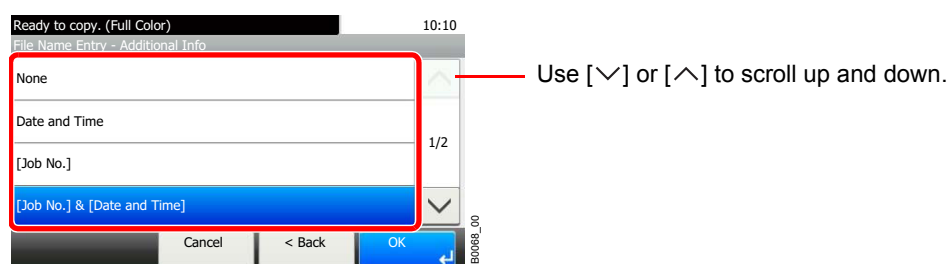 Ready to copy. (Full Color) 10:10
File Name Entry - Additional Info
None
Use [∨] or [∧] to scroll up and down.
Date and Time
1/2
[Job No.]
[Job No.] & [Date and Time]
Cancel < Back OK
B0068_00